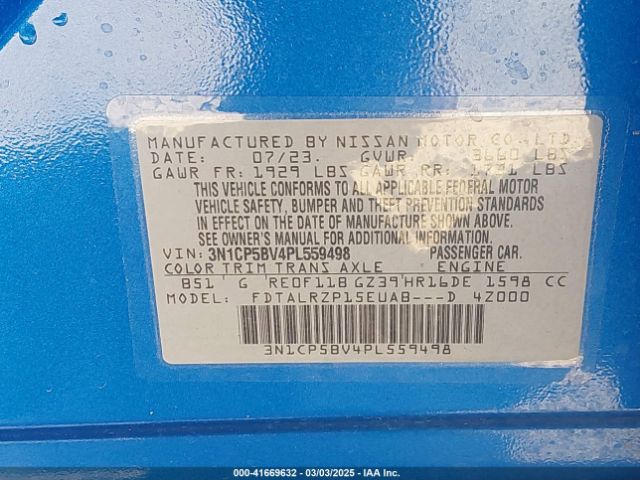 MANUFACTURED BY NISSAN MOTOR CO., LTD.
DATE: 07/23. GVWR: 3660 LBS
GAWR FR: 1929 LBS GAWR RR: 1731 LBS
THIS VEHICLE CONFORMS TO ALL APPLICABLE FEDERAL MOTOR
VEHICLE SAFETY, BUMPER AND THEFT PREVENTION STANDARDS
IN EFFECT ON THE DATE OF MANUFACTURE SHOWN ABOVE.
SEE OWNER'S MANUAL FOR ADDITIONAL INFORMATION.
VIN: 3N1CP5BV4PL559498 PASSENGER CAR.
COLOR TRIM TRANS AXLE ENGINE
B51 G RE0F11B GZ39 HR16DE 1598 CC
MODEL: FDTALRZP15EUAB---D 4Z000
3N1CP5BV4PL559498
000-41669632 - 03/03/2025 - IAA Inc.